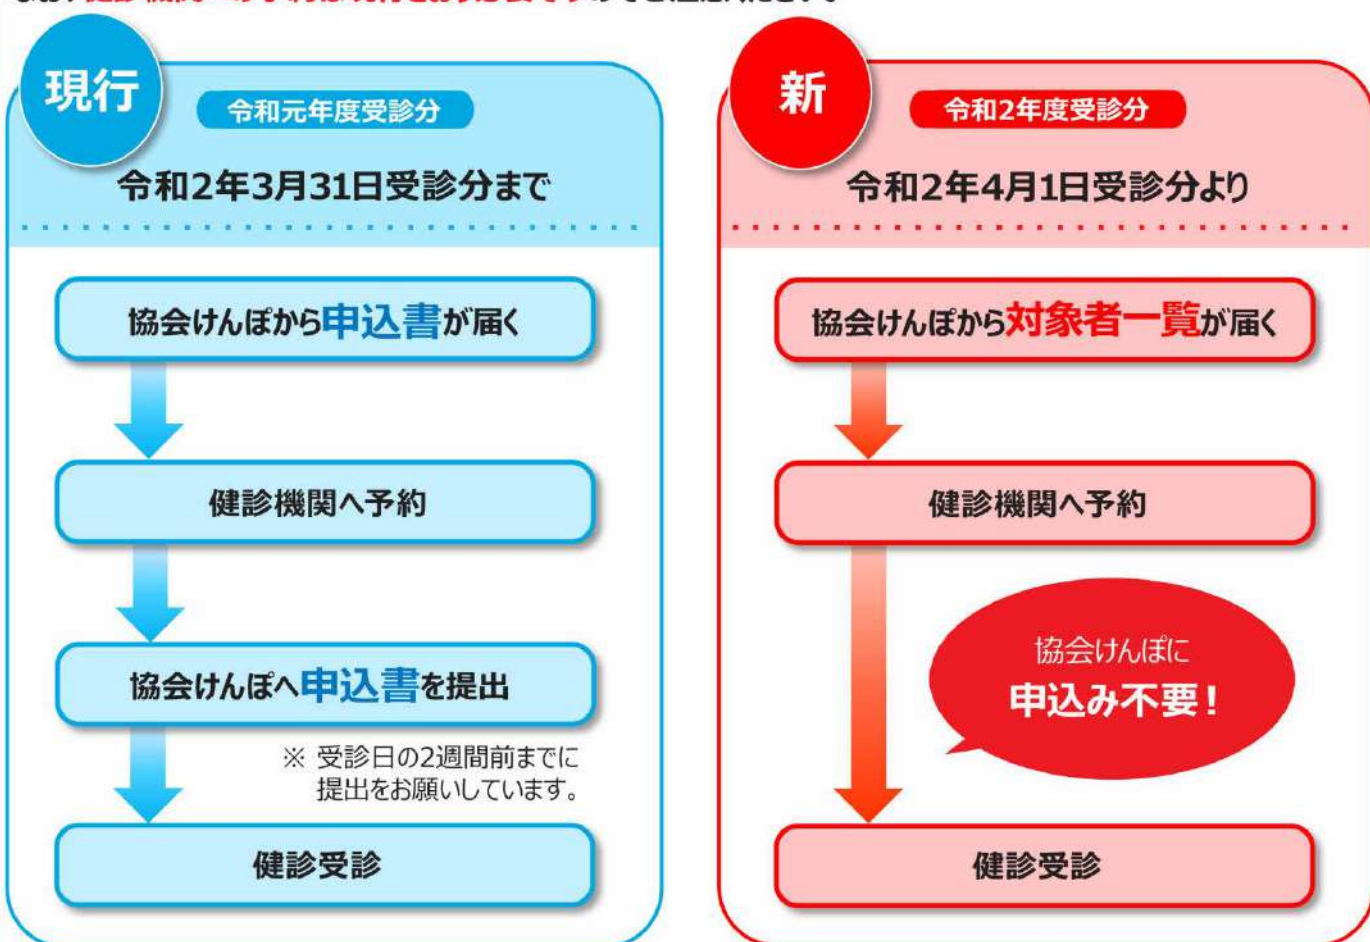 現行
令和元年度受診分
令和2年3月31日受診分まで
協会けんぽから申込書が届く
健診機関へ予約
協会けんぽへ申込書を提出
※ 受診日の2週間前までに
提出をお願いしています。
健診受診
新
令和2年度受診分
令和2年4月1日受診分より
協会けんぽから対象者一覧が届く
健診機関へ予約
協会けんぽに
申込み不要！
健診受診